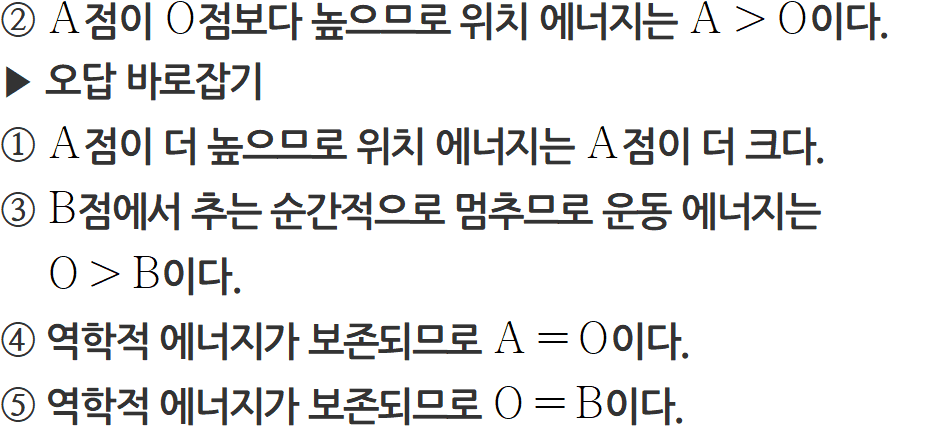 ② A점이 O점보다 높으므로 위치 에너지는 A > O이다.
▶ 오답 바로잡기
① A점이 더 높으므로 위치 에너지는 A점이 더 크다.
③ B점에서 추는 순간적으로 멈추므로 운동 에너지는
O > B이다.
④ 역학적 에너지가 보존되므로 A = O이다.
⑤ 역학적 에너지가 보존되므로 O = B이다.